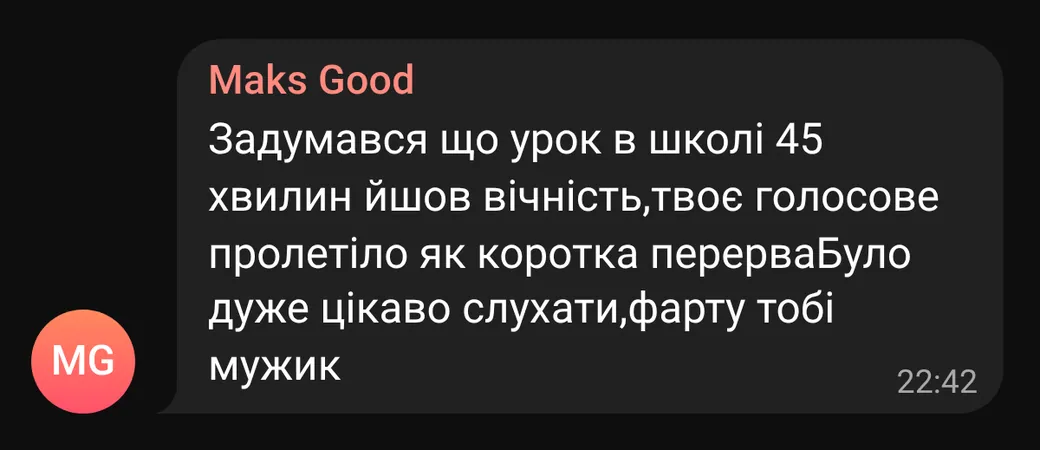 Maks Good
Задумався що урок в школі 45
хвилин йшов вічність,твоє голосове
пролетіло як коротка перерваБуло
дуже цікаво слухати,фарту тобі
мужик
22:42
MG